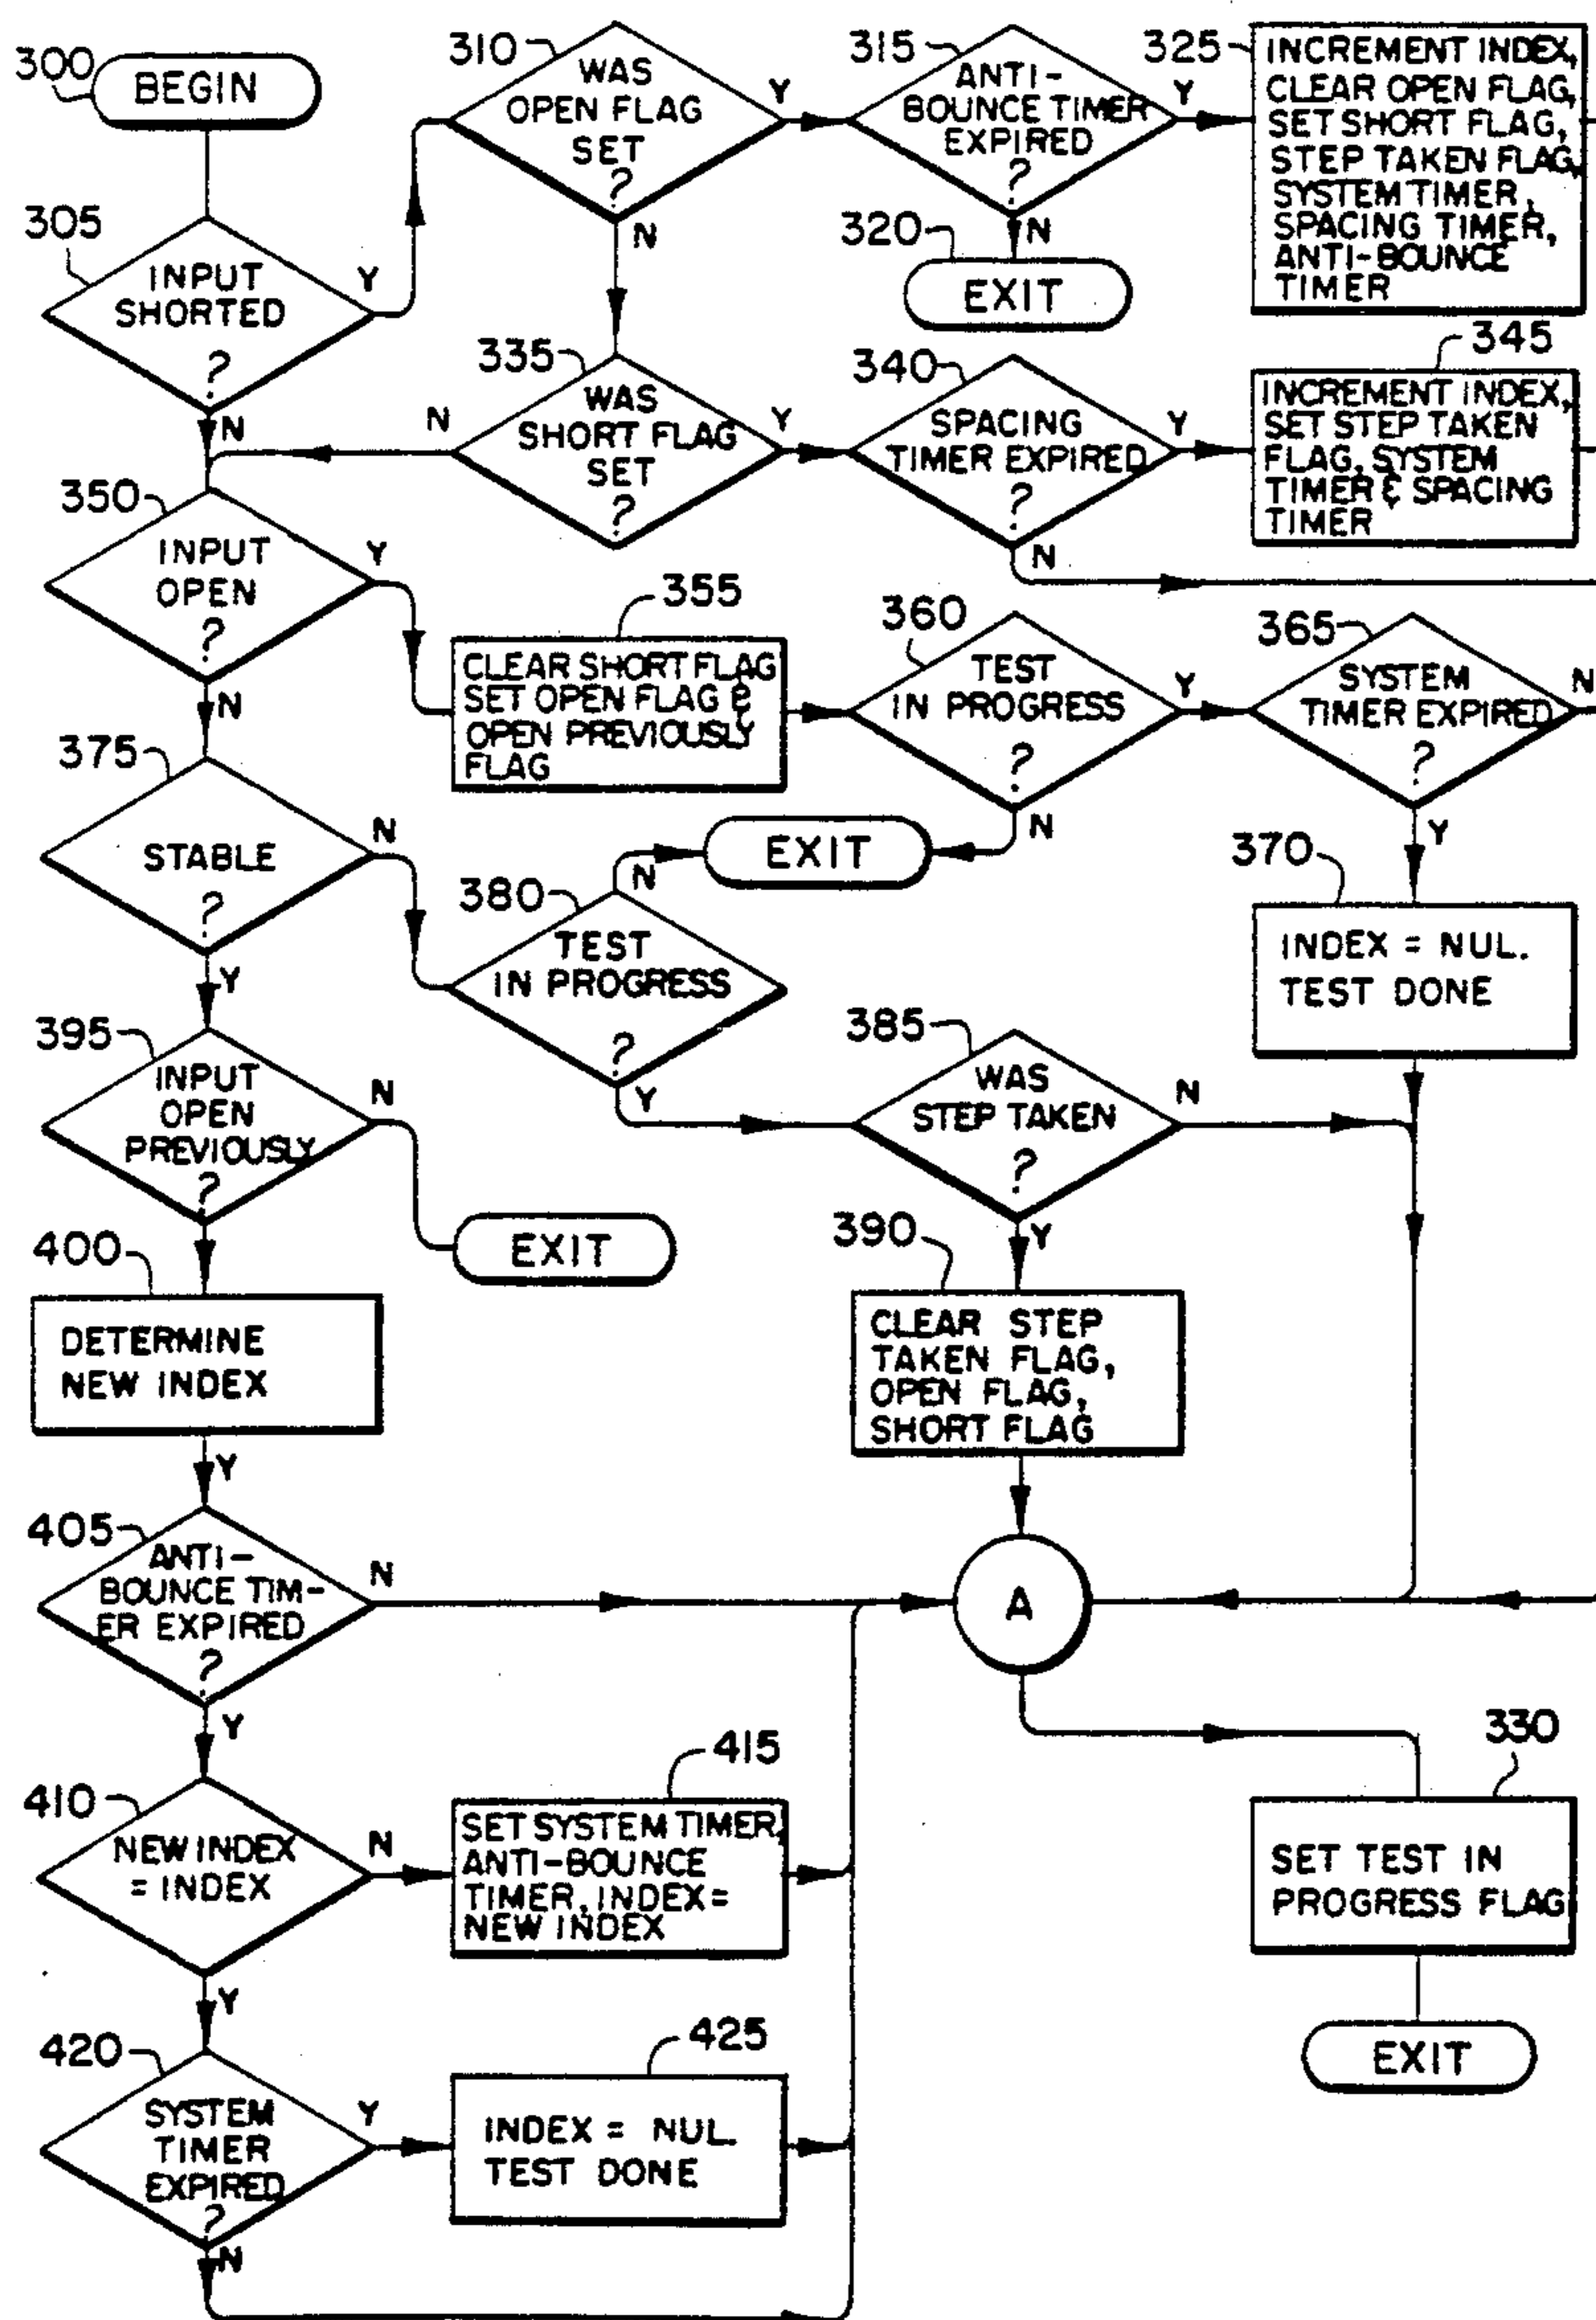 300
BEGIN
310
WAS
OPEN FLAG
SET
?
Y
N
315
ANTI-
BOUNCE TIMER
EXPIRED
?
Y
N
325
INCREMENT INDEX,
CLEAR OPEN FLAG,
SET SHORT FLAG,
STEP TAKEN FLAG,
SYSTEM TIMER,
SPACING TIMER,
ANTI-BOUNCE
TIMER
320
EXIT
305
INPUT
SHORTED
?
Y
N
335
WAS
SHORT FLAG
SET
?
N
Y
340
SPACING
TIMER EXPIRED
?
Y
N
345
INCREMENT INDEX,
SET STEP TAKEN
FLAG, SYSTEM
TIMER & SPACING
TIMER
350
INPUT
OPEN
?
Y
N
355
CLEAR SHORT FLAG
SET OPEN FLAG &
OPEN PREVIOUSLY
FLAG
360
TEST
IN PROGRESS
?
Y
N
365
SYSTEM
TIMER EXPIRED
?
N
Y
EXIT
370
INDEX = NUL.
TEST DONE
375
STABLE
?
N
Y
380
TEST
IN PROGRESS
?
N
Y
385
WAS
STEP TAKEN
?
N
Y
390
CLEAR STEP
TAKEN FLAG,
OPEN FLAG,
SHORT FLAG
395
INPUT
OPEN
PREVIOUSLY
?
N
EXIT
400
DETERMINE
NEW INDEX
Y
405
ANTI-
BOUNCE TIM-
ER EXPIRED
?
N
Y
A
330
SET TEST IN
PROGRESS FLAG
EXIT
410
NEW INDEX
= INDEX
N
Y
415
SET SYSTEM TIMER,
ANTI-BOUNCE
TIMER, INDEX =
NEW INDEX
420
SYSTEM
TIMER
EXPIRED
?
Y
N
425
INDEX = NUL.
TEST DONE